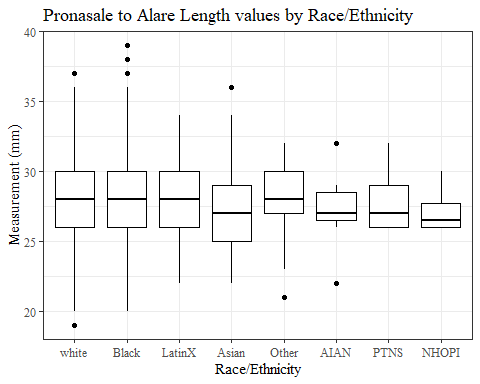 Pronasale to Alare Length values by Race/Ethnicity
40
35
30
25
20
Measurement (mm)
white Black LatinX Asian Other AIAN PTNS NHOPI
Race/Ethnicity